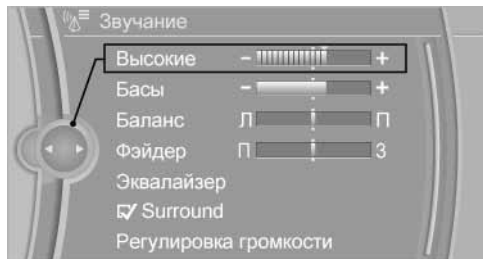 Звучание
Высокие - +
Басы - +
Баланс Л П
Фэйдер П З
Эквалайзер
Surround
Регулировка громкости